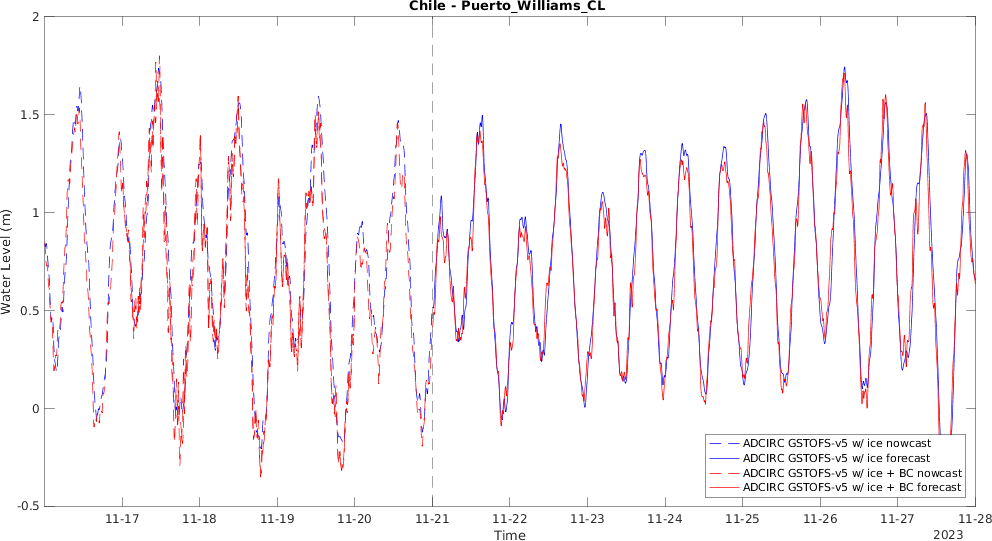 Chile - Puerto_Williams_CL
2
1.5
1
0.5
0
-0.5
Water Level (m)
11-17 11-18 11-19 11-20 11-21 11-22 11-23 11-24 11-25 11-26 11-27 11-28
Time
2023
ADCIRC GSTOFS-v5 w/ ice nowcast
ADCIRC GSTOFS-v5 w/ ice forecast
ADCIRC GSTOFS-v5 w/ ice + BC nowcast
ADCIRC GSTOFS-v5 w/ ice + BC forecast